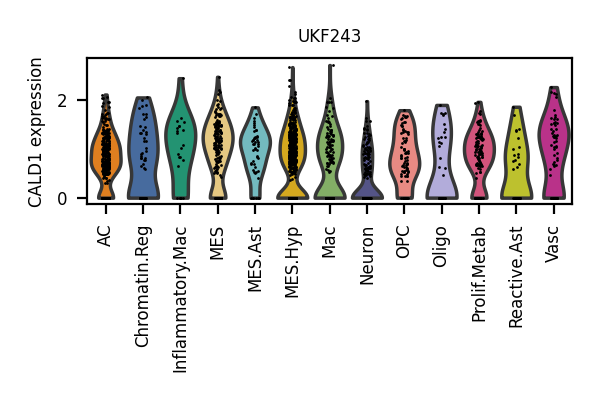 UKF243
CALD1 expression
2
0
AC
Chromatin.Reg
Inflammatory.Mac
MES
MES.Ast
MES.Hyp
Mac
Neuron
OPC
Oligo
Prolif.Metab
Reactive.Ast
Vasc